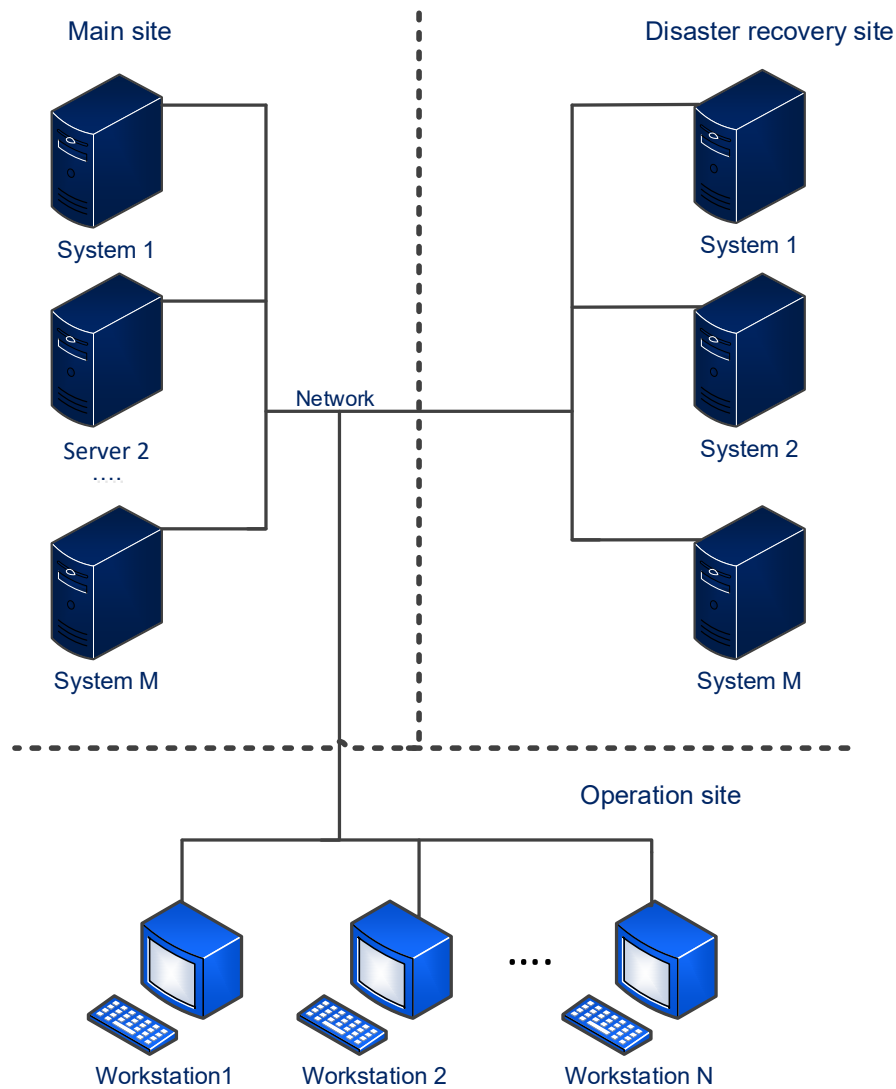 Main site
Disaster recovery site
System 1
System 1
Server 2
....
System 2
Network
System M
System M
Operation site
....
Workstation1
Workstation 2
Workstation N